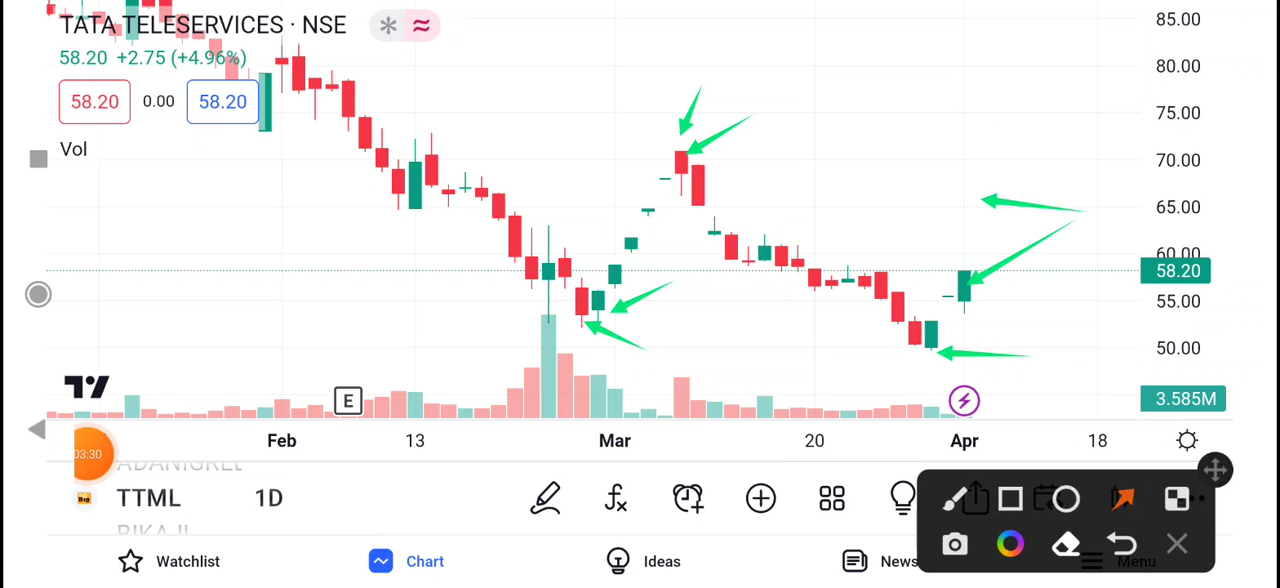 TATA TELESERVICES · NSE
58.20 +2.75 (+4.96%)
58.20 0.00 58.20
Vol
85.00
80.00
75.00
70.00
65.00
60.00
58.20
55.00
50.00
3.585M
E
Feb 13 Mar 20 Apr 18
03:30
ADANIGREE
TTML 1D
BIKAJI
Watchlist Chart Ideas News Menu